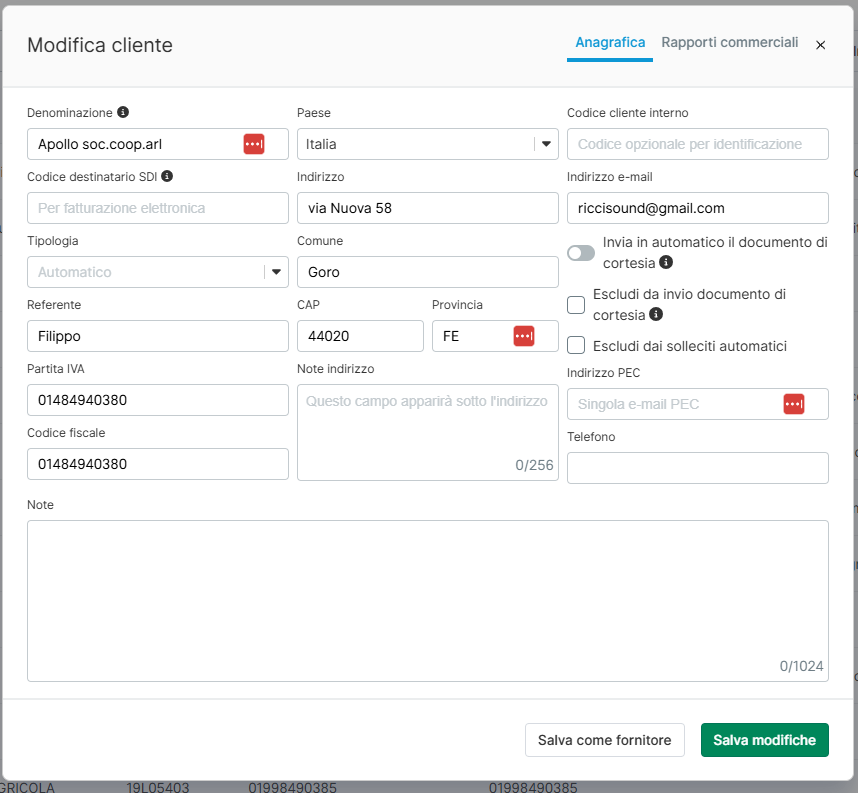 Modifica cliente
Anagrafica
Rapporti commerciali
Denominazione
Apollo soc.coop.arl
Paese
Italia
Codice cliente interno
Codice opzionale per identificazione
Codice destinatario SDI
Per fatturazione elettronica
Indirizzo
via Nuova 58
Indirizzo e-mail
riccisound@gmail.com
Tipologia
Automatico
Comune
Goro
Invia in automatico il documento di
cortesia
Referente
Filippo
CAP
44020
Provincia
FE
Escludi da invio documento di
cortesia
Escludi dai solleciti automatici
Partita IVA
01484940380
Note indirizzo
Questo campo apparirà sotto l'indirizzo
0/256
Indirizzo PEC
Singola e-mail PEC
Codice fiscale
01484940380
Telefono
Note
0/1024
Salva come fornitore
Salva modifiche
GRICOLA 19L05403 01998490385 01998490385